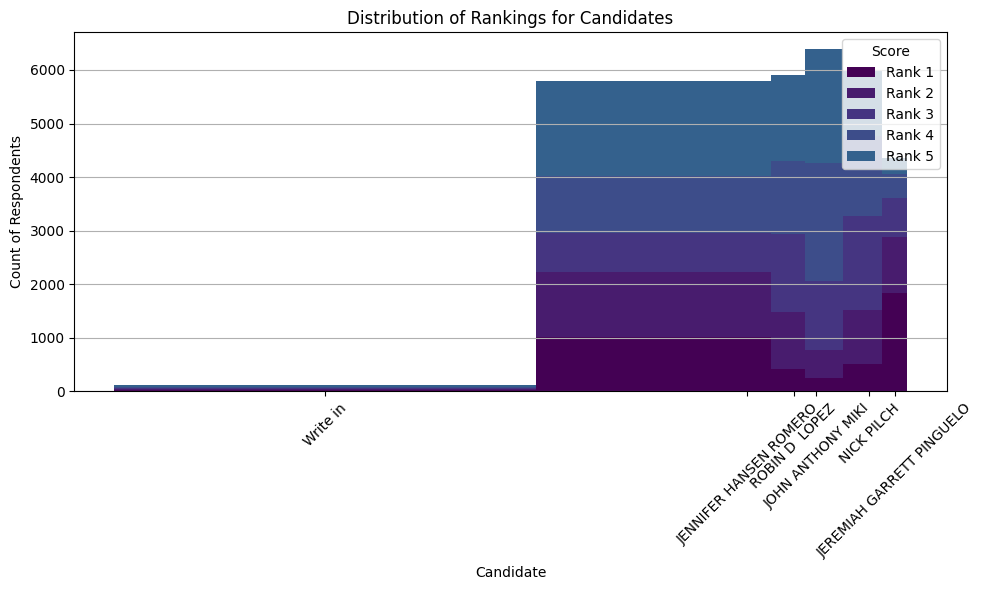 Distribution of Rankings for Candidates
Count of Respondents
6000
5000
4000
3000
2000
1000
0
Score
Rank 1
Rank 2
Rank 3
Rank 4
Rank 5
Write in
JENNIFER HANSEN ROMERO
ROBIN D  LOPEZ
JOHN ANTHONY MIKI
NICK PILCH
JEREMIAH GARRETT PINGUELO
Candidate